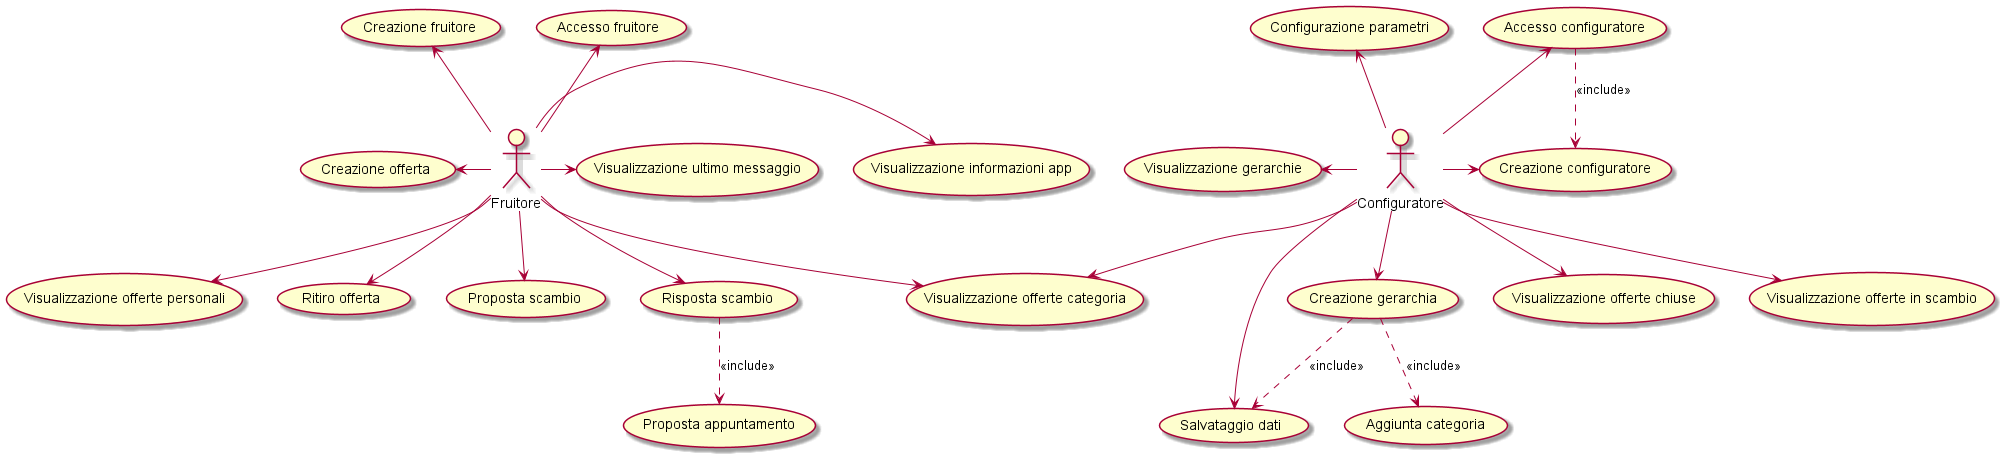 Creazione fruitore
Accesso fruitore
Configurazione parametri
Accesso configuratore
«include»
Creazione offerta
Visualizzazione ultimo messaggio
Visualizzazione informazioni app
Visualizzazione gerarchie
Creazione configuratore
Fruitore
Configuratore
Visualizzazione offerte personali
Ritiro offerta
Proposta scambio
Risposta scambio
Visualizzazione offerte categoria
Creazione gerarchia
Visualizzazione offerte chiuse
Visualizzazione offerte in scambio
«include»
«include»
«include»
Proposta appuntamento
Salvataggio dati
Aggiunta categoria